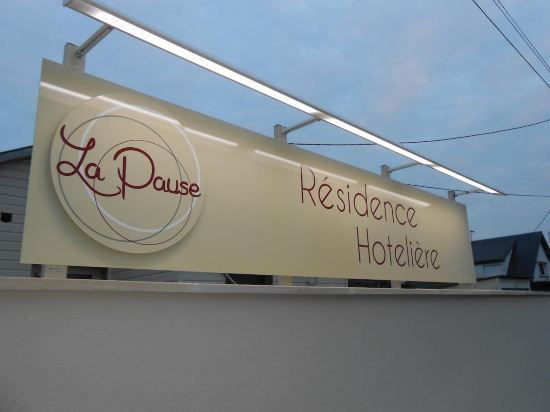 La Pause
Résidence
Hotelière